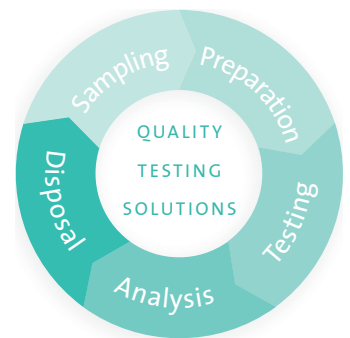 Sampling
Preparation
Testing
Analysis
Disposal
QUALITY
TESTING
SOLUTIONS